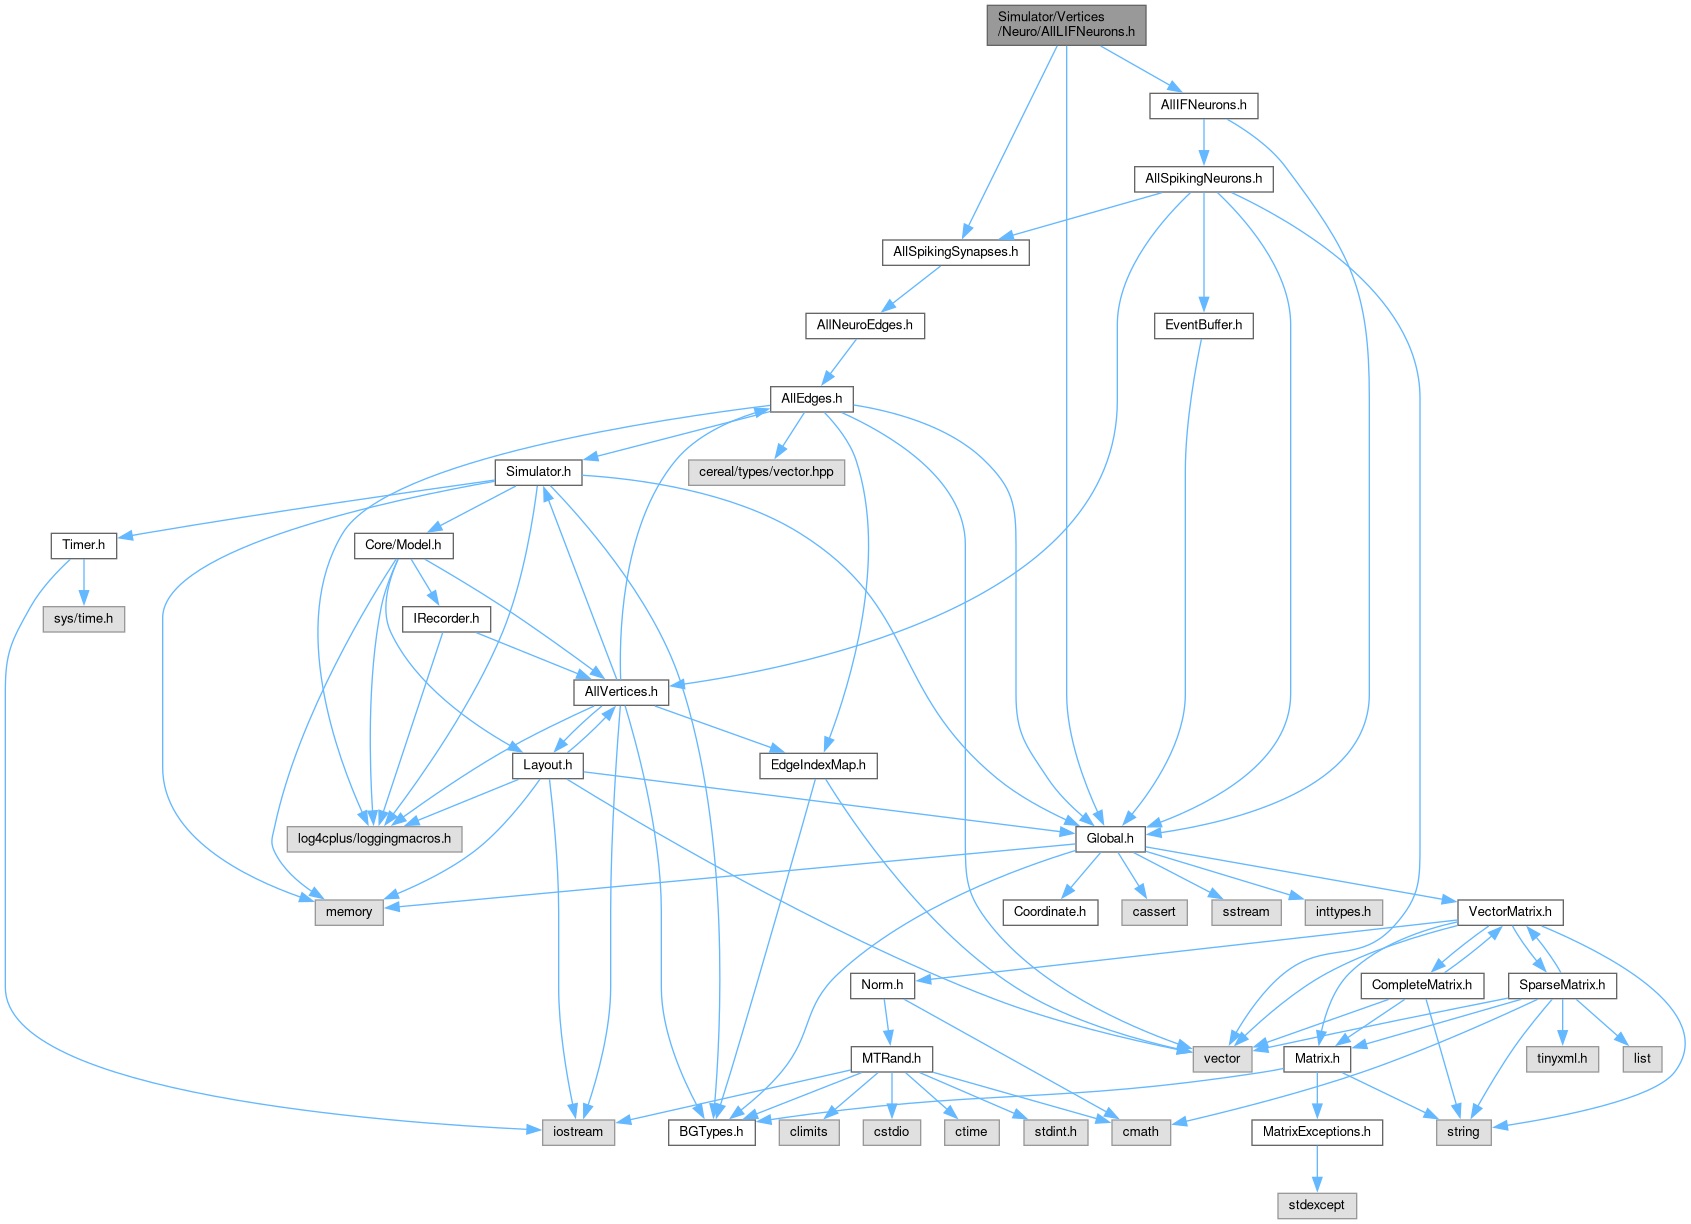 Simulator/Vertices
/Neuro/AllLIFNeurons.h
AllIFNeurons.h
AllSpikingNeurons.h
AllSpikingSynapses.h
AllNeuroEdges.h
EventBuffer.h
AllEdges.h
Simulator.h
cereal/types/vector.hpp
Timer.h
Core/Model.h
sys/time.h
IRecorder.h
AllVertices.h
Layout.h
EdgeIndexMap.h
log4cplus/loggingmacros.h
Global.h
memory
Coordinate.h
cassert
sstream
inttypes.h
VectorMatrix.h
Norm.h
CompleteMatrix.h
SparseMatrix.h
MTRand.h
vector
Matrix.h
tinyxml.h
list
iostream
BGTypes.h
climits
cstdio
ctime
stdint.h
cmath
MatrixExceptions.h
string
stdexcept